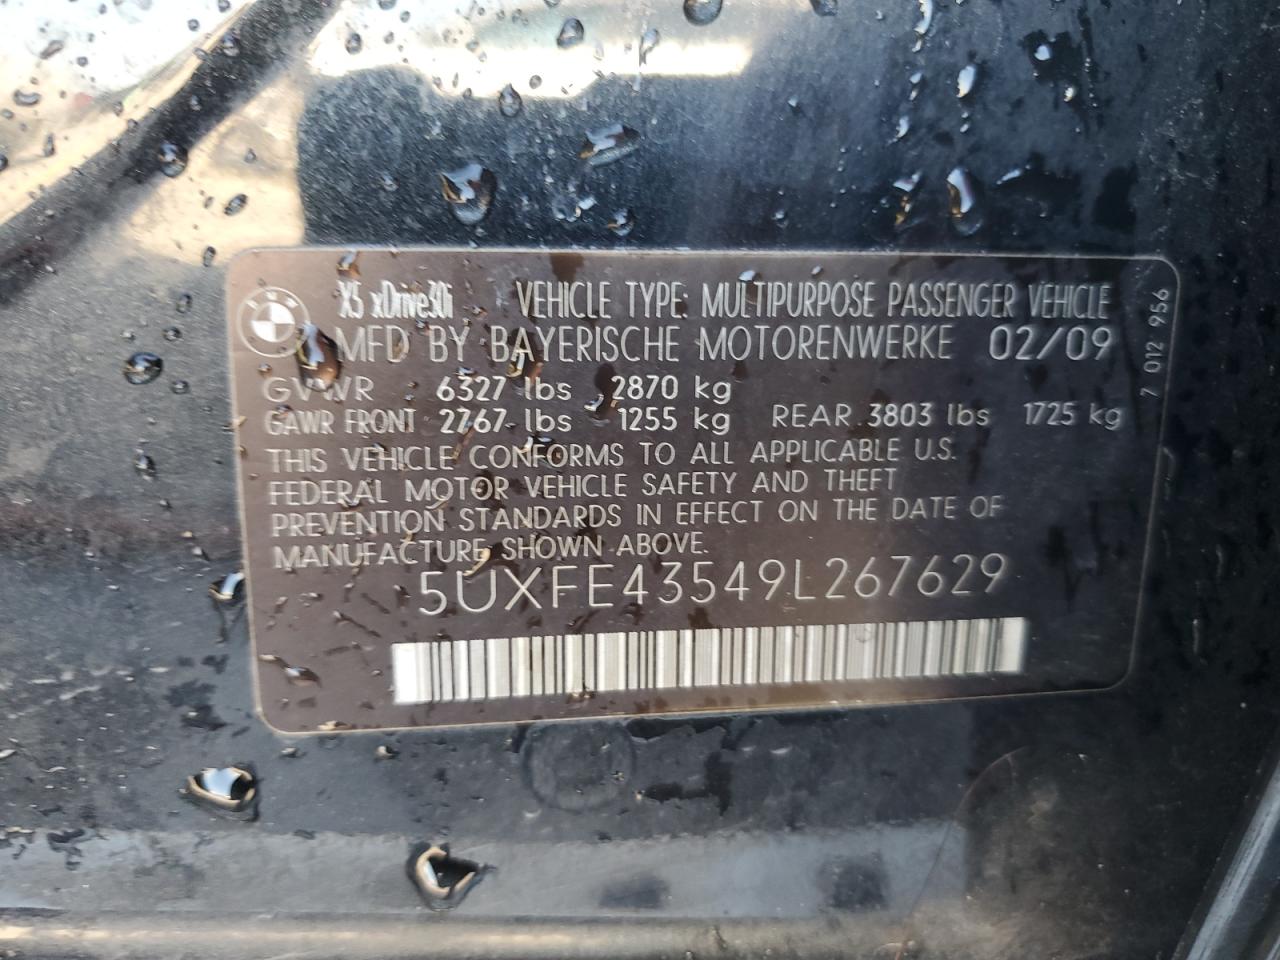 X5 xDrive30i VEHICLE TYPE: MULTIPURPOSE PASSENGER VEHICLE
MFD BY BAYERISCHE MOTORENWERKE 02/09
GVWR 6327 lbs 2870 kg
GAWR FRONT 2767 lbs 1255 kg REAR 3803 lbs 1725 kg
THIS VEHICLE CONFORMS TO ALL APPLICABLE U.S.
FEDERAL MOTOR VEHICLE SAFETY AND THEFT
PREVENTION STANDARDS IN EFFECT ON THE DATE OF
MANUFACTURE SHOWN ABOVE.
5UXFE43549L267629
7 012 956